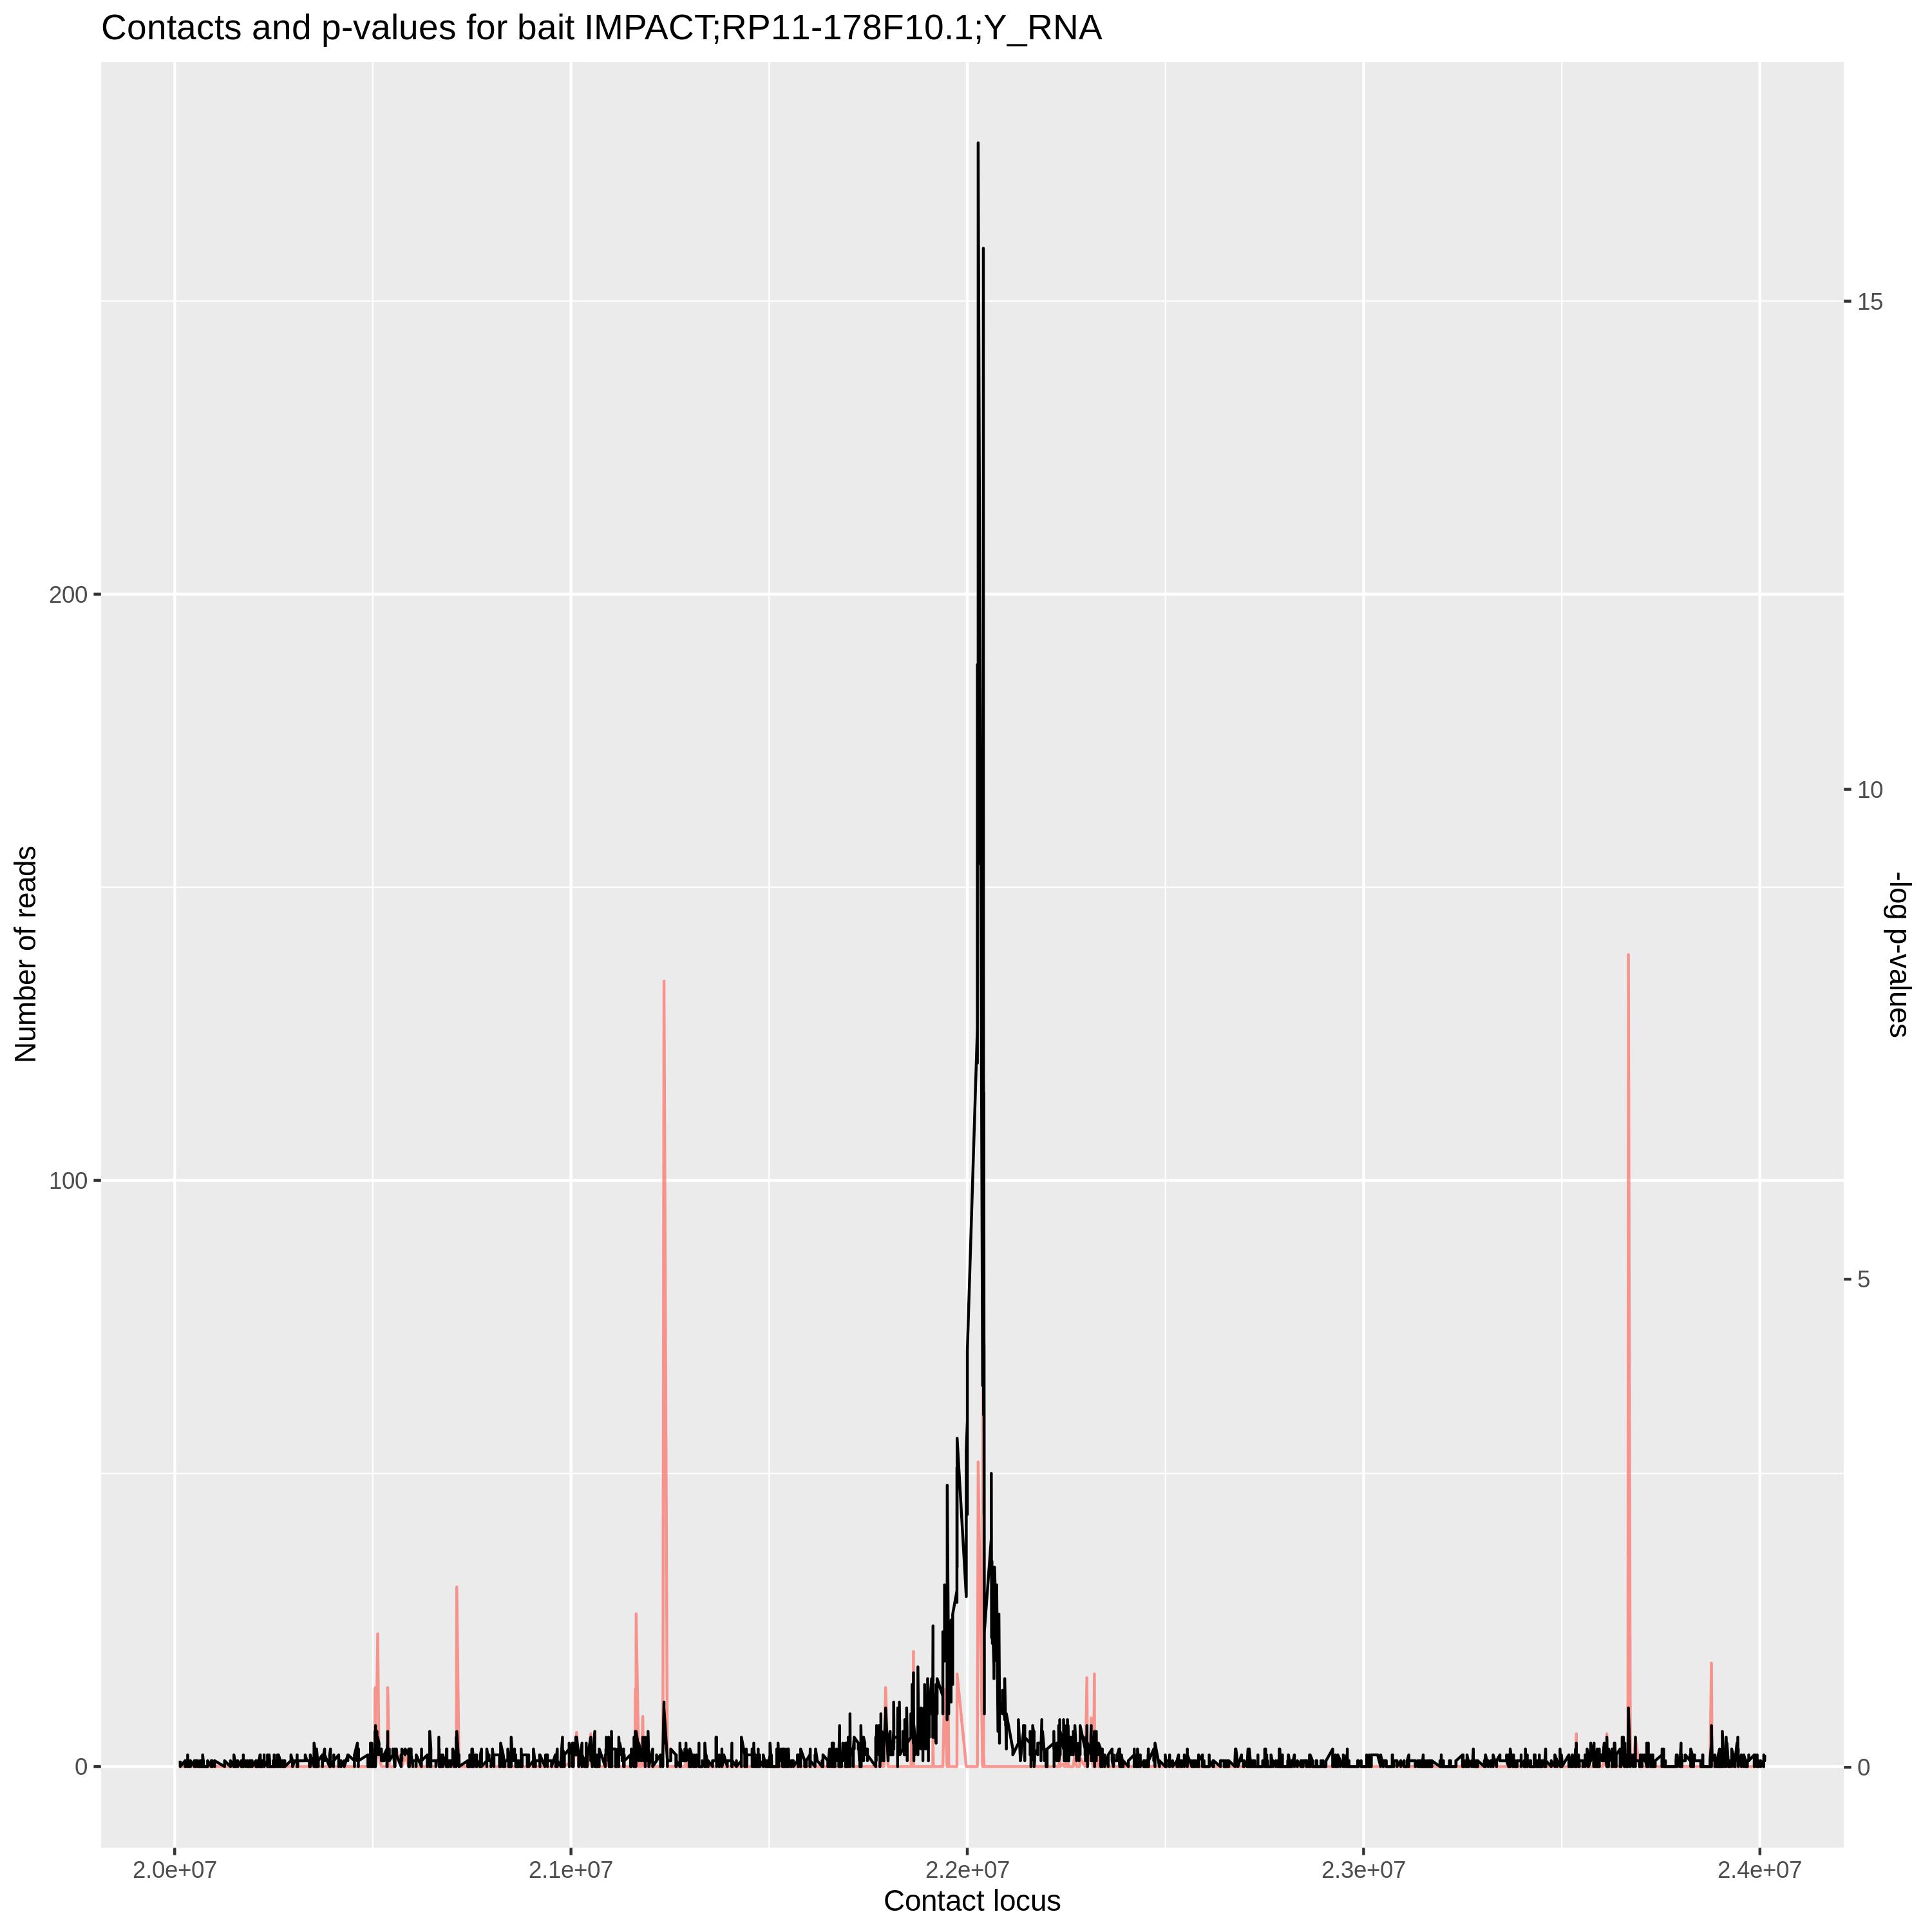 Contacts and p-values for bait IMPACT;RP11-178F10.1;Y_RNA
15
200
10
Number of reads
-log p-values
100
5
0
0
2.0e+07
2.1e+07
2.2e+07
2.3e+07
2.4e+07
Contact locus